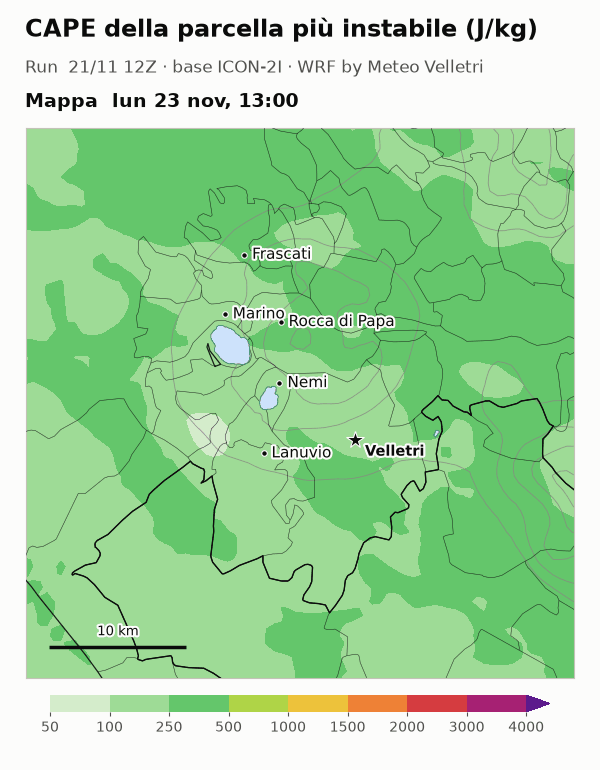 CAPE della parcella più instabile (J/kg)
Run  21/11 12Z · base ICON-2I · WRF by Meteo Velletri
Mappa  lun 23 nov, 13:00
Frascati
Marino
Rocca di Papa
Nemi
Velletri
Lanuvio
10 km
50 100 250 500 1000 1500 2000 3000 4000